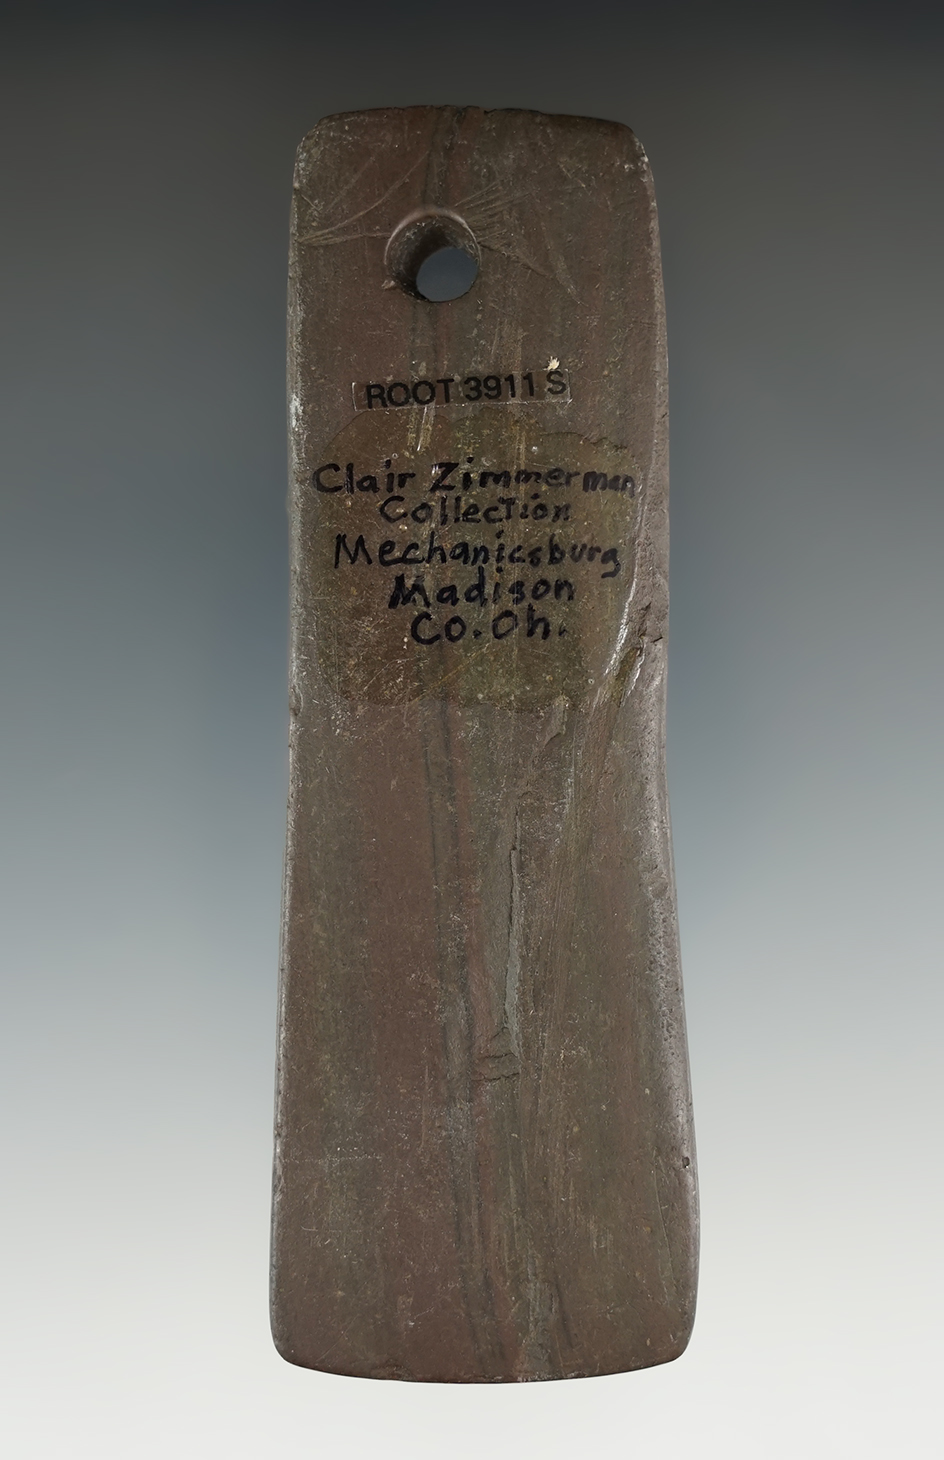 ROOT 3911 S
Clair Zimmerman
Collection
Mechanicsburg
Madison
Co. Oh.